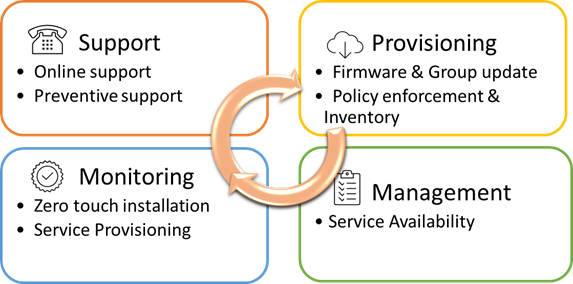 Support
• Online support
• Preventive support
Provisioning
• Firmware & Group update
• Policy enforcement &
Inventory
Monitoring
• Zero touch installation
• Service Provisioning
Management
• Service Availability